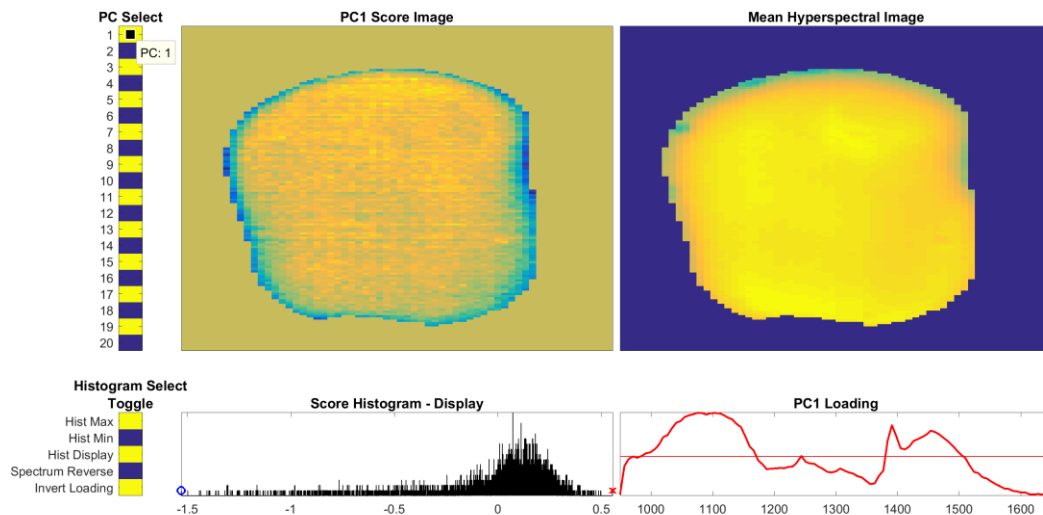 PC Select
PC1 Score Image
Mean Hyperspectral Image
1
PC: 1
2
3
4
5
6
7
8
9
10
11
12
13
14
15
16
17
18
19
20
Histogram Select
Toggle
Score Histogram - Display
PC1 Loading
Hist Max
Hist Min
Hist Display
Spectrum Reverse
Invert Loading
-1.5 -1 -0.5 0 0.5
1000 1100 1200 1300 1400 1500 1600